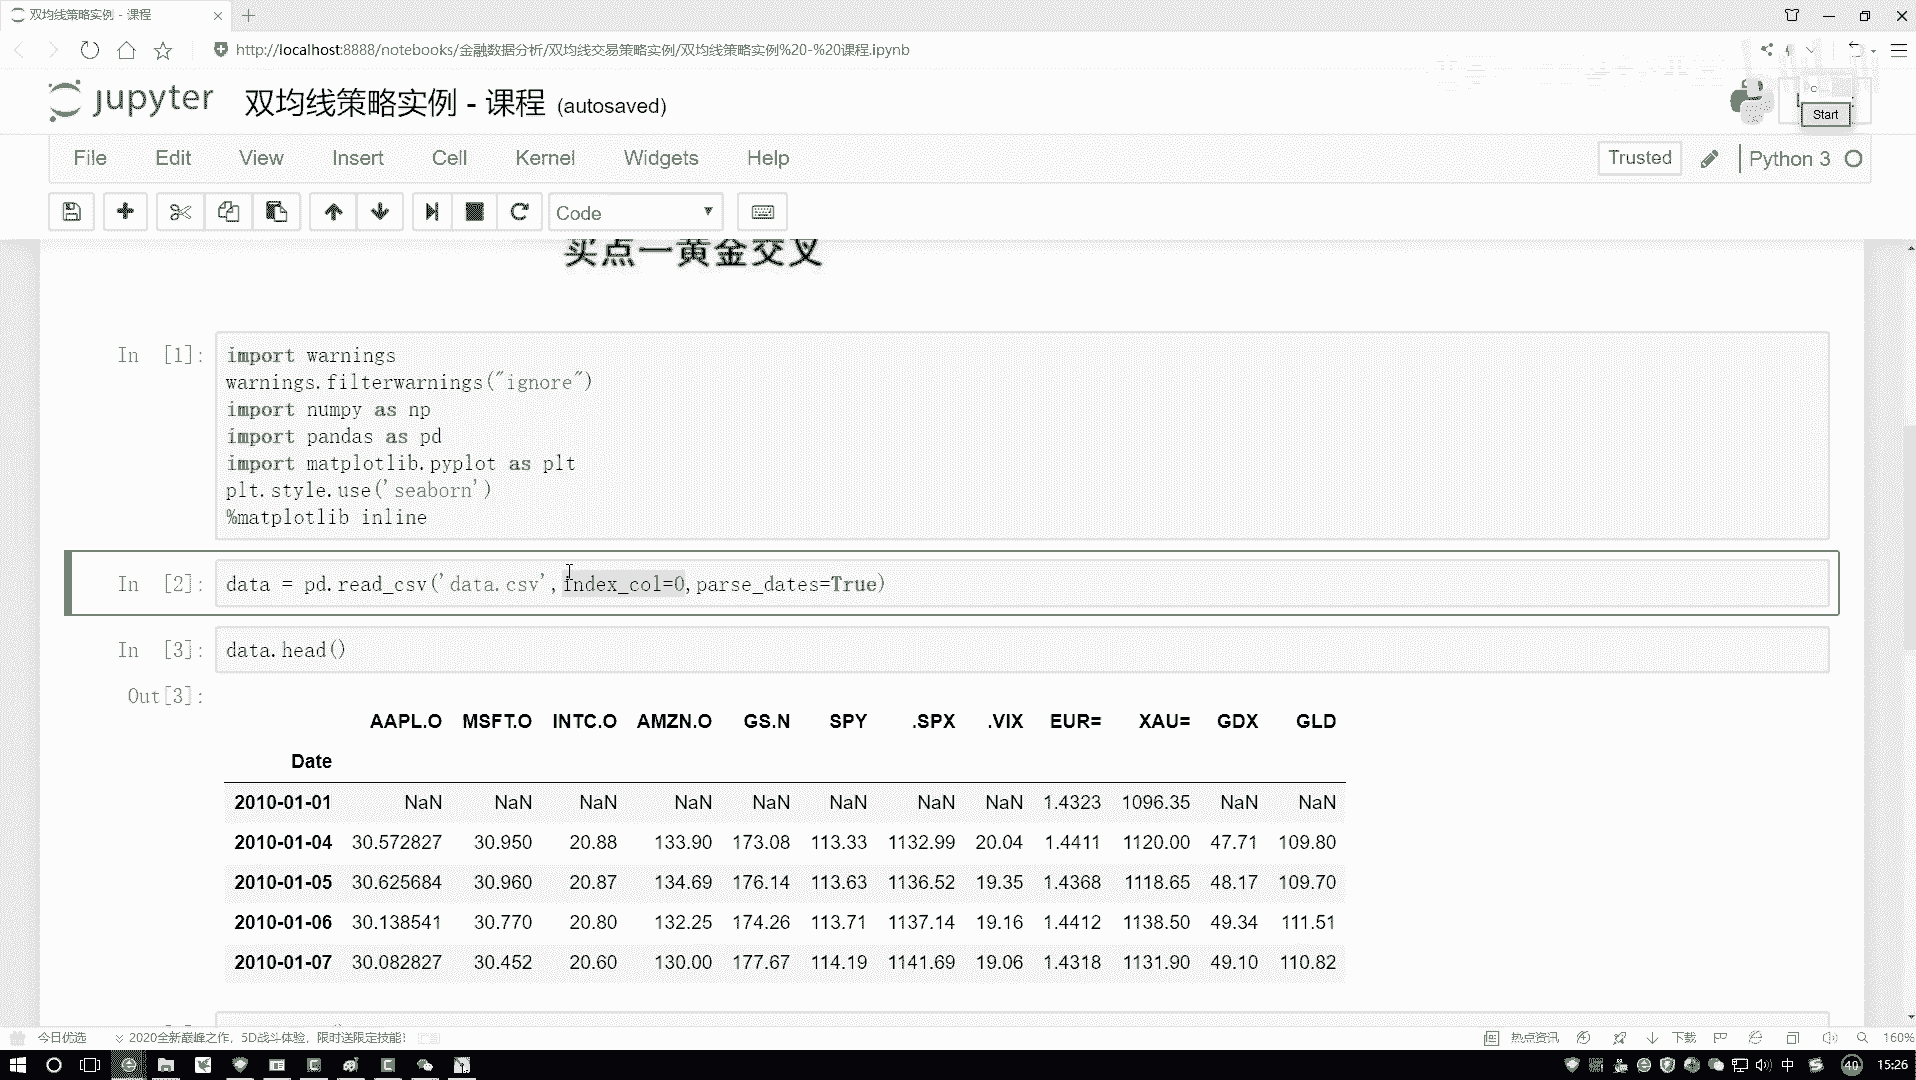 双均线策略实例 - 课程
http://localhost:8888/notebooks/金融数据分析/双均线交易策略实例/双均线策略实例%20-%20课程.ipynb
jupyter 双均线策略实例 - 课程 (autosaved)
Start
File Edit View Insert Cell Kernel Widgets Help
Trusted Python 3
Code
买点一黄金交叉
In [1]:
import warnings
warnings.filterwarnings("ignore")
import numpy as np
import pandas as pd
import matplotlib.pyplot as plt
plt.style.use('seaborn')
%matplotlib inline
In [2]: data = pd.read_csv('data.csv',index_col=0,parse_dates=True)
In [3]: data.head()
Out[3]:
AAPL.O MSFT.O INTC.O AMZN.O GS.N SPY .SPX .VIX EUR= XAU= GDX GLD
Date
2010-01-01 NaN NaN NaN NaN NaN NaN NaN NaN 1.4323 1096.35 NaN NaN
2010-01-04 30.572827 30.950 20.88 133.90 173.08 113.33 1132.99 20.04 1.4411 1120.00 47.71 109.80
2010-01-05 30.625684 30.960 20.87 134.69 176.14 113.63 1136.52 19.35 1.4368 1118.65 48.17 109.70
2010-01-06 30.138541 30.770 20.80 132.25 174.26 113.71 1137.14 19.16 1.4412 1138.50 49.34 111.51
2010-01-07 30.082827 30.452 20.60 130.00 177.67 114.19 1141.69 19.06 1.4318 1131.90 49.10 110.82
今日优选 2020全新巅峰之作，5D战斗体验，限时送限定技能! 热点资讯 下载 160%
中 40 15:26